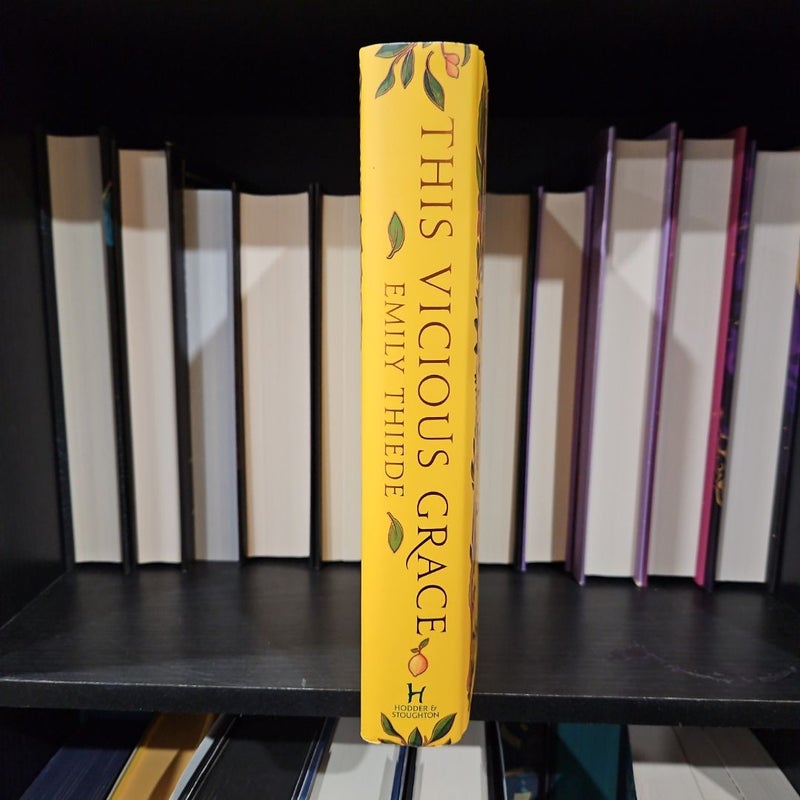 THIS VICIOUS GRACE
EMILY THIEDE
H
HODDER &
STOUGHTON